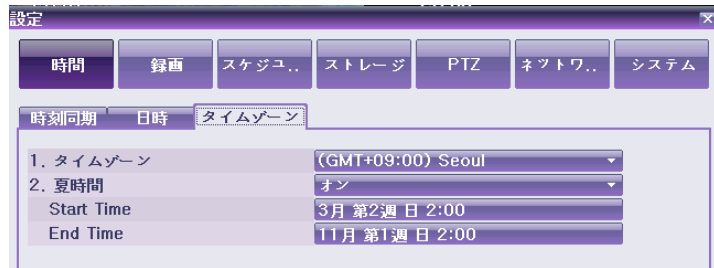 設定
時間 録画 スケジュ.. ストレージ PTZ ネットワ.. システム
時刻同期 日時 タイムゾーン
1. タイムゾーン (GMT+09:00) Seoul
2. 夏時間 オン
Start Time 3月 第2週 日 2:00
End Time 11月 第1週 日 2:00